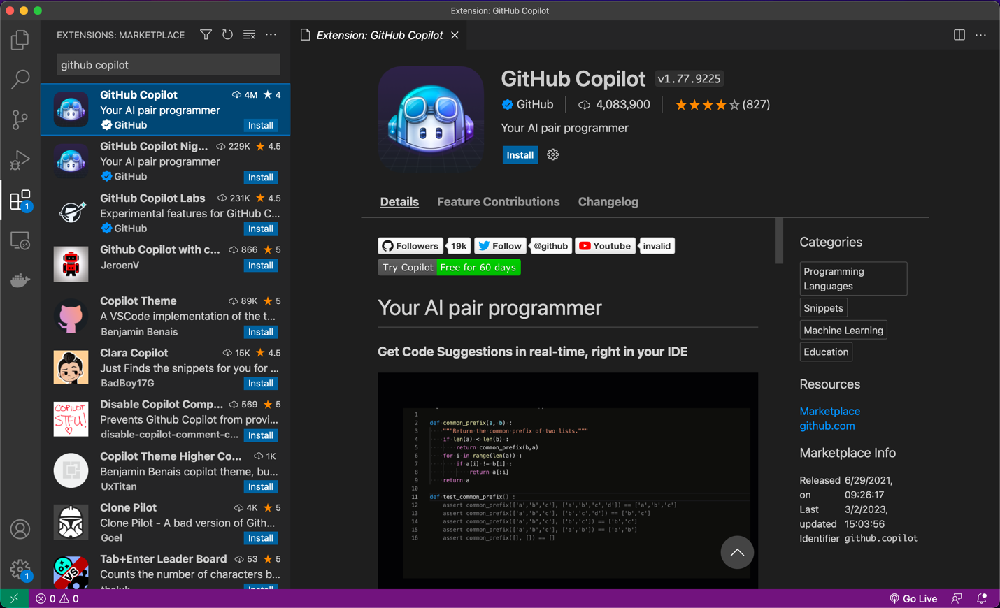 Extension: GitHub Copilot
EXTENSIONS: MARKETPLACE
github copilot
GitHub Copilot 4M ★ 4
Your AI pair programmer
GitHub Install
GitHub Copilot Nig... 229K ★ 4.5
Your AI pair programmer
GitHub Install
GitHub Copilot Labs 231K ★ 4.5
Experimental features for GitHub C...
GitHub Install
Github Copilot with c... 866 ★ 5
JeroenV Install
Copilot Theme 89K ★ 5
A VSCode implementation of the t...
Benjamin Benais Install
Clara Copilot 15K ★ 4.5
Just Finds the snippets for you for ...
BadBoy17G Install
COPILOT
STFU!
Disable Copilot Comp... 569 ★ 5
Prevents Github Copilot from provi...
disable-copilot-comment-c... Install
Copilot Theme Higher Co... 1K
Benjamin Benais copilot theme, bu...
UxTitan Install
Clone Pilot 4K ★ 5
Clone Pilot - A bad version of Gith...
Goel Install
VS
Tab+Enter Leader Board 53 ★ 5
Counts the number of characters b...
Install
1
1
Extension: GitHub Copilot
GitHub Copilot v1.77.9225
GitHub 4,083,900 ★★★★☆ (827)
Your AI pair programmer
Install
Details Feature Contributions Changelog
Followers 19k Follow @github Youtube invalid
Try Copilot Free for 60 days
Your AI pair programmer
Get Code Suggestions in real-time, right in your IDE
1
2 def common_prefix(a, b) :
3 """Return the common prefix of two lists."""
4 if len(a) < len(b) :
5 return common_prefix(b,a)
6 for i in range(len(a)) :
7 if a[i] != b[i] :
8 return a[:i]
9 return a
10
11 def test_common_prefix() :
12 assert common_prefix(['a','b','c'], ['a','b','c','d']) == ['a','b','c']
13 assert common_prefix(['a','b','c'], ['b','c','d']) == ['b','c']
14 assert common_prefix(['a','b','c'], ['b','c']) == ['b','c']
15 assert common_prefix(['a','b','c'], ['a','b']) == ['a','b']
16 assert common_prefix([], []) == []
Categories
Programming
Languages
Snippets
Machine Learning
Education
Resources
Marketplace
github.com
Marketplace Info
Released 6/29/2021,
on 09:26:17
Last 3/2/2023,
updated 15:03:56
Identifier github.copilot
0 0
Go Live